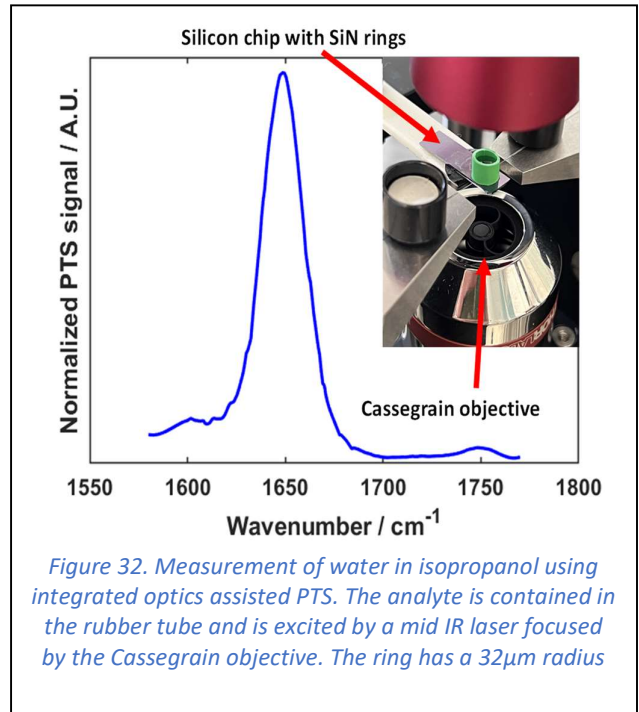 Silicon chip with SiN rings
Normalized PTS signal / A.U.
Cassegrain objective
1550 1600 1650 1700 1750 1800
Wavenumber / cm⁻¹
Figure 32. Measurement of water in isopropanol using
integrated optics assisted PTS. The analyte is contained in
the rubber tube and is excited by a mid IR laser focused
by the Cassegrain objective. The ring has a 32µm radius